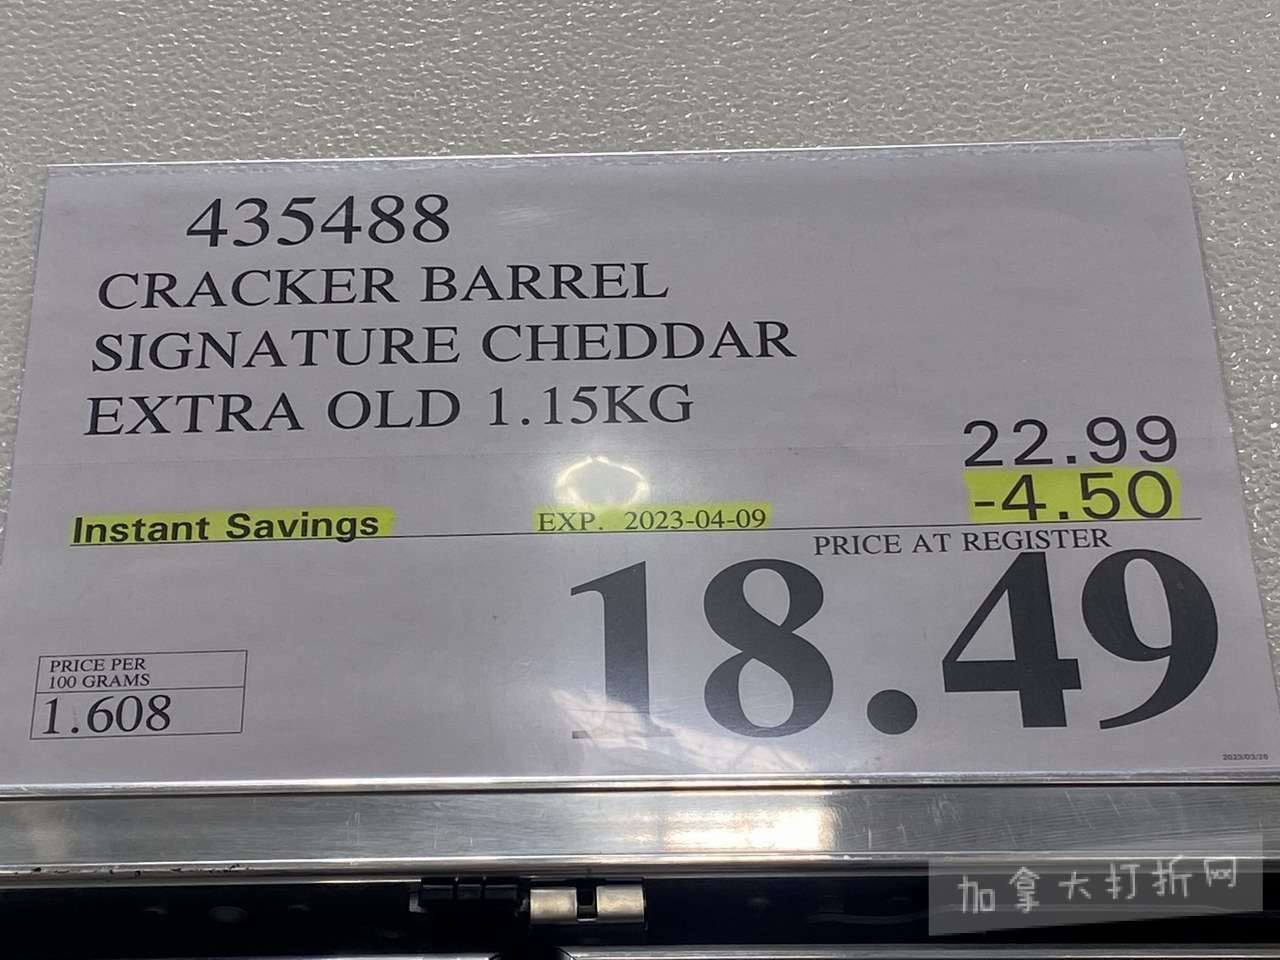 435488
CRACKER BARREL
SIGNATURE CHEDDAR
EXTRA OLD 1.15KG
22.99
Instant Savings EXP. 2023-04-09 -4.50
PRICE AT REGISTER
18.49
PRICE PER
100 GRAMS
1.608
2023/03/20
加拿大打折网